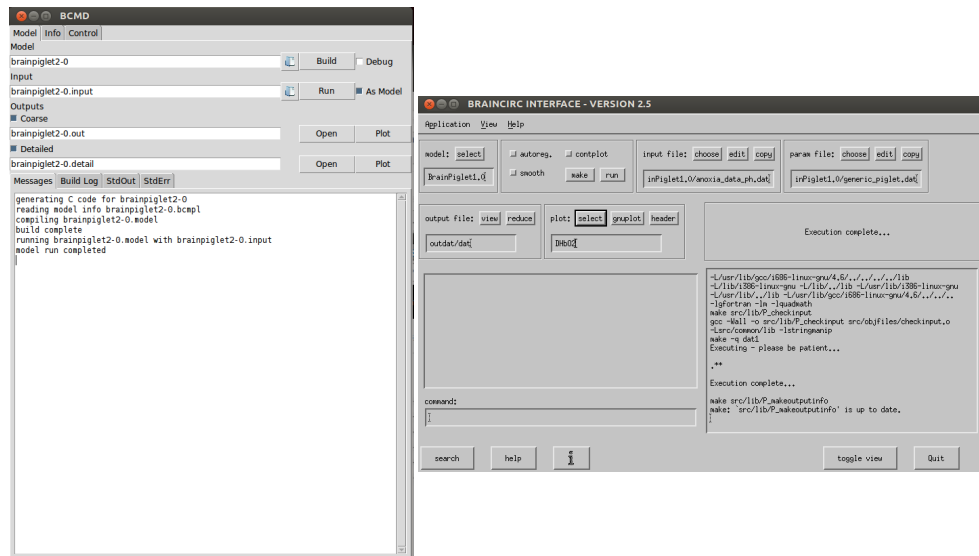 BCMD
Model Info Control
Model
brainpiglet2-0 Build Debug
Input
brainpiglet2-0.input Run As Model
Outputs
Coarse
brainpiglet2-0.out Open Plot
Detailed
brainpiglet2-0.detail Open Plot
Messages Build Log StdOut StdErr
generating C code for brainpiglet2-0
reading model info brainpiglet2-0.bcmpl
compiling brainpiglet2-0.model
build complete
running brainpiglet2-0.model with brainpiglet2-0.input
model run completed
BRAINCIRC INTERFACE - VERSION 2.5
Application View Help
model: select autoreg. contplot input file: choose edit copy param file: choose edit copy
BrainPiglet1.0 smooth make run inPiglet1.0/anoxia_data_ph.dat inPiglet1.0/generic_piglet.dat
output file: view reduce plot: select gnuplot header
outdat/dat DHbO2 Execution complete...
-L/usr/lib/gcc/i686-linux-gnu/4.6/../../../../lib
-L/lib/i386-linux-gnu -L/lib/../lib -L/usr/lib/i386-linux-gnu
-L/usr/lib/../lib -L/usr/lib/gcc/i686-linux-gnu/4.6/../../..
-lgfortran -lm -lquadmath
make src/lib/P_checkinput
gcc -Wall -o src/lib/P_checkinput src/objfiles/checkinput.o
-Lsrc/common/lib -lstringmanip
make -q dat1
Executing - please be patient...
.**
Execution complete...
make src/lib/P_makeoutputinfo
make: `src/lib/P_makeoutputinfo' is up to date.
command:
search help i toggle view Quit